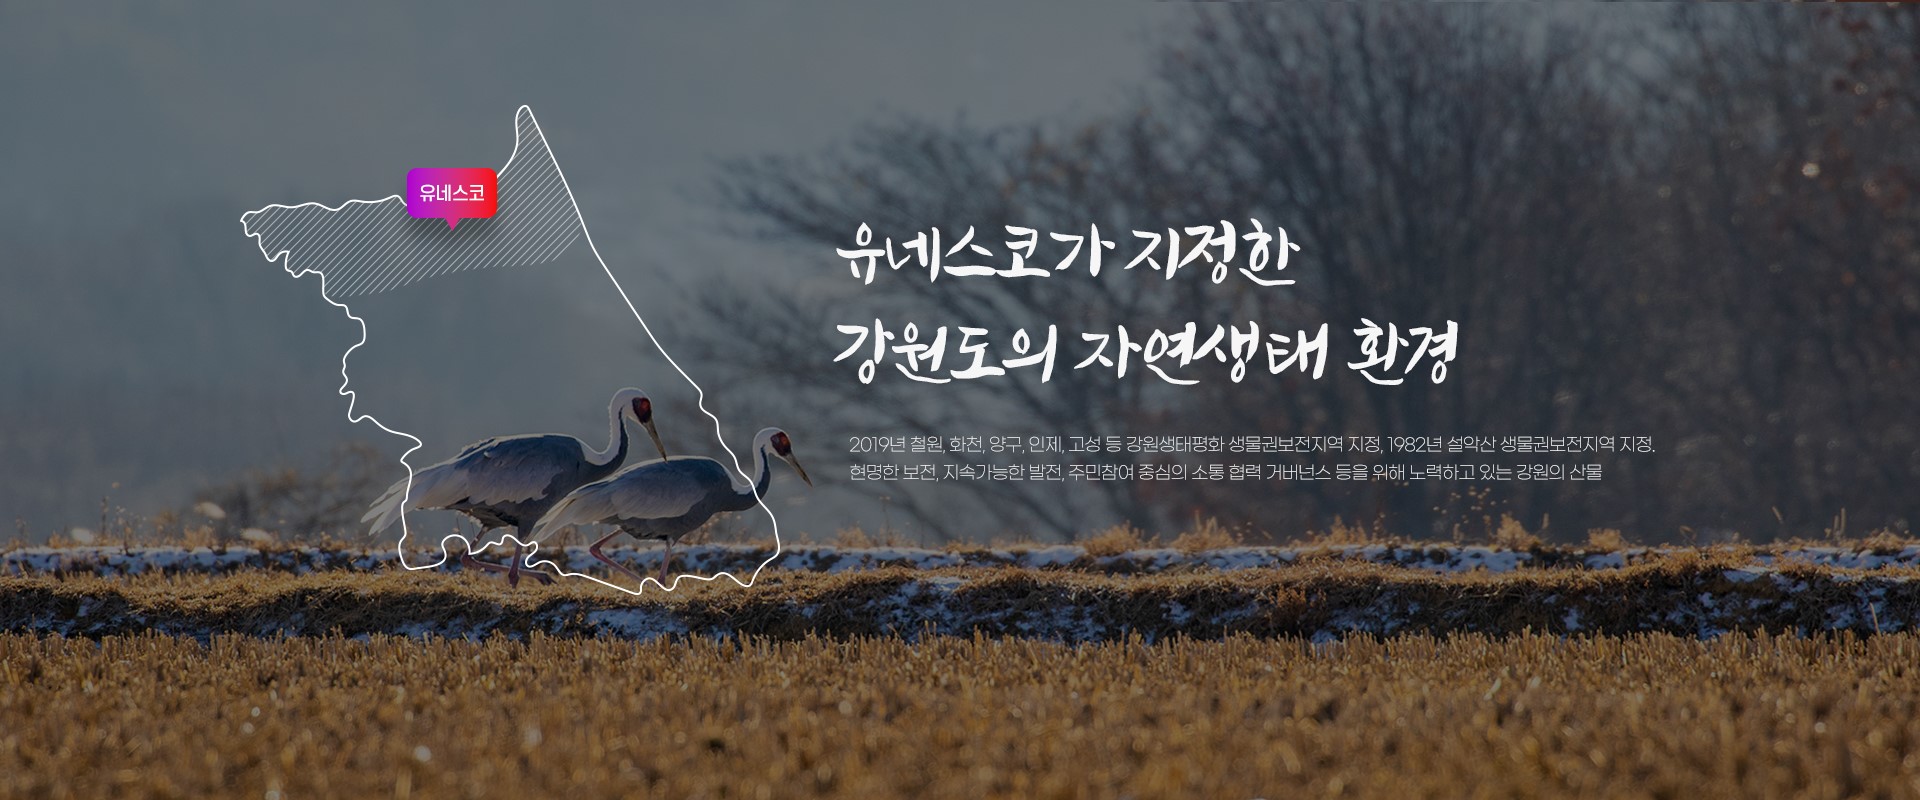 유네스코
유네스코가 지정한
강원도의 자연생태 환경
2019년 철원, 화천, 양구, 인제, 고성 등 강원생태평화 생물권보전지역 지정, 1982년 설악산 생물권보전지역 지정.
현명한 보전, 지속가능한 발전, 주민참여 중심의 소통 협력 거버넌스 등을 위해 노력하고 있는 강원의 산물